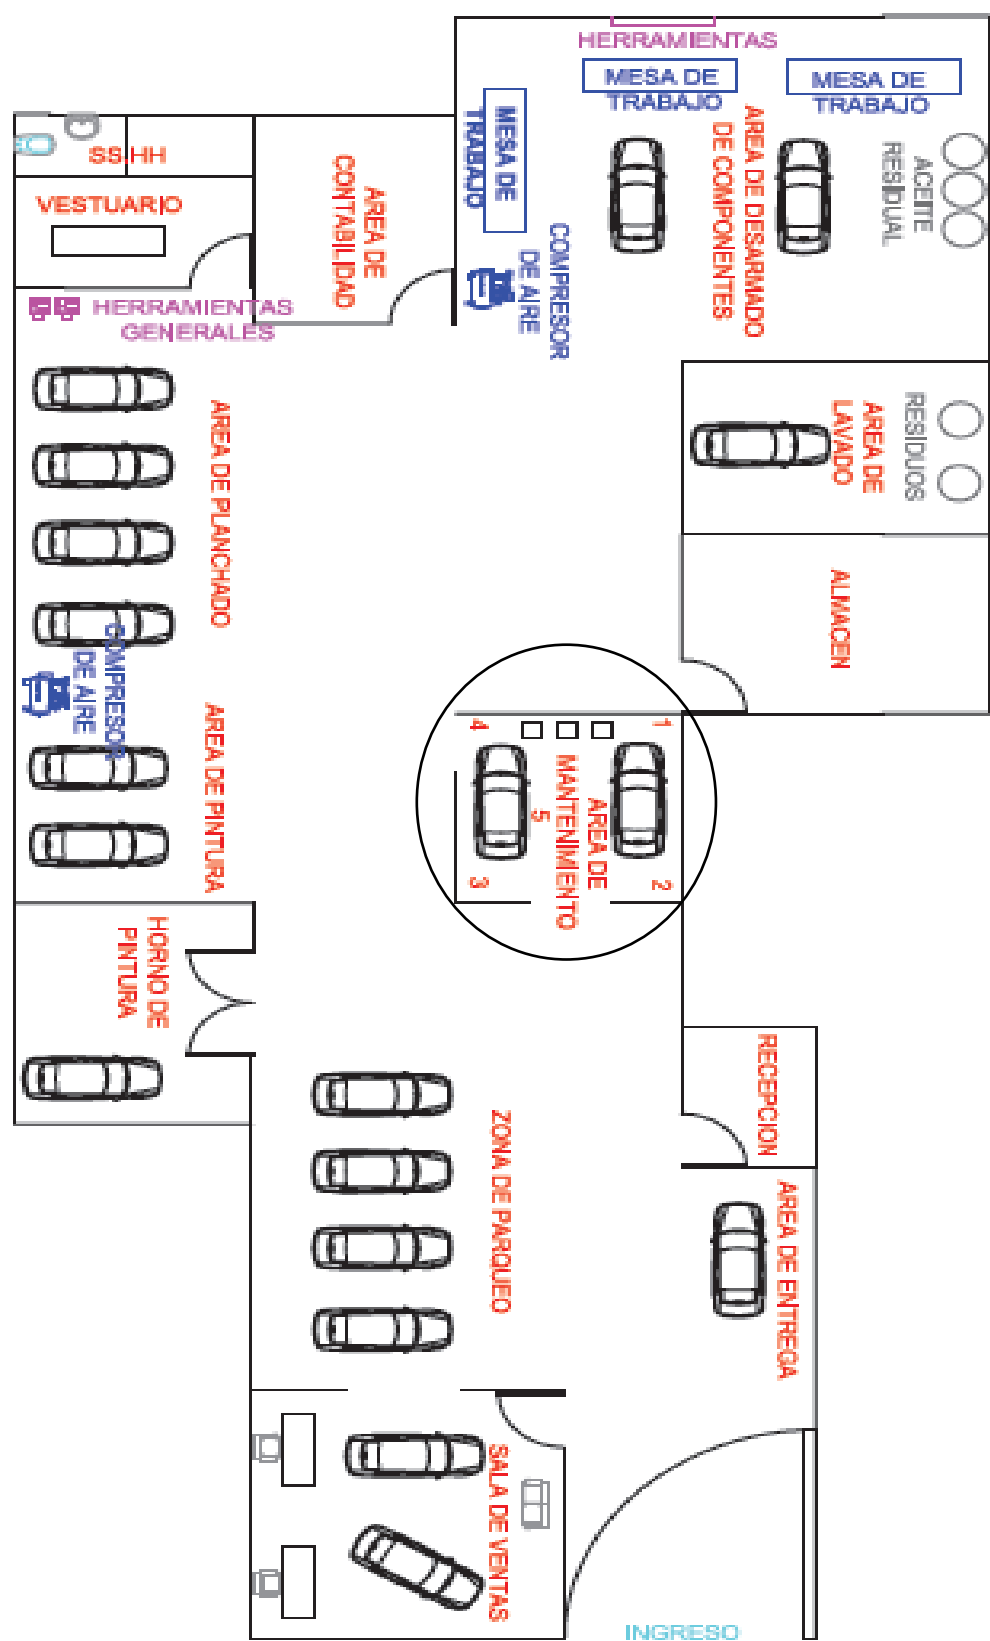 HERRAMIENTAS
MESA DE
TRABAJO
MESA DE
TRABAJO
MESA DE
TRABAJO
AREA DE DESARMADO
DE COMPONENTES
ACEITE
RESIDUAL
SS.HH
VESTUARIO
AREA DE
CONTABILIDAD
COMPRESOR
DE AIRE
HERRAMIENTAS
GENERALES
AREA DE PLANCHADO
AREA DE
LAVADO
RESIDUOS
ALMACEN
COMPRESOR
DE AIRE
AREA DE PINTURA
4
1
AREA DE
MANTENIMIENTO
5
3
2
HORNO DE
PINTURA
RECEPCION
ZONA DE PARQUEO
AREA DE ENTREGA
SALA DE VENTAS
INGRESO